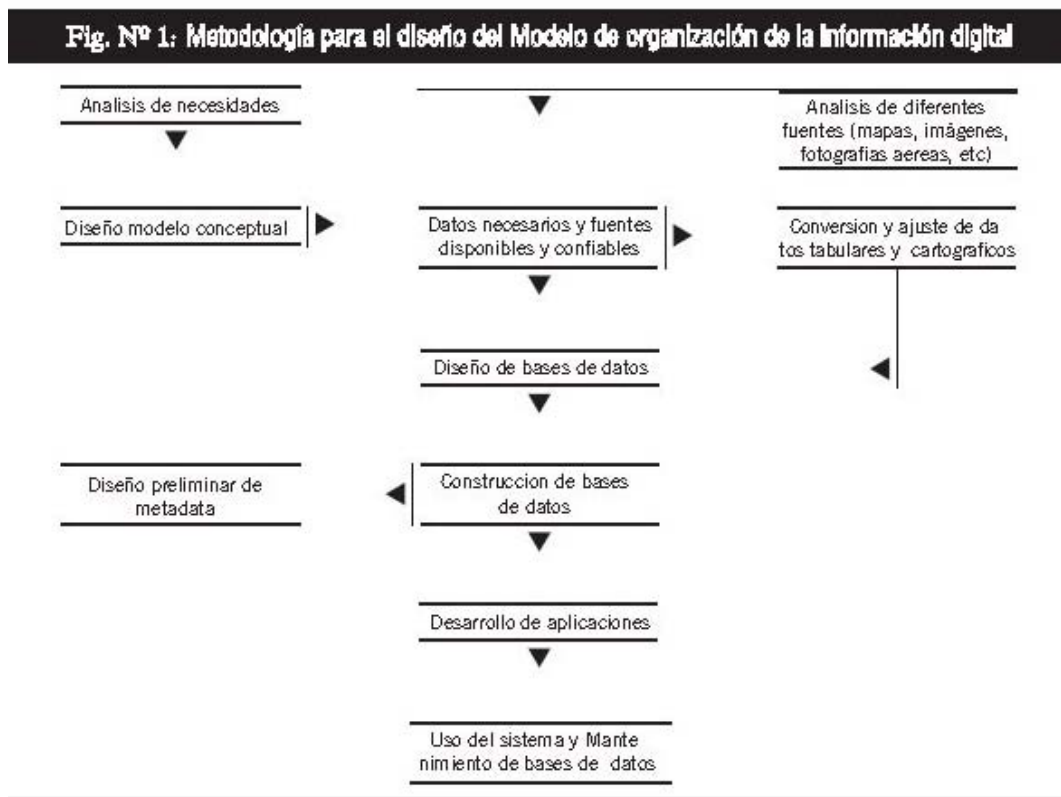 Fig. Nº 1: Metodología para el diseño del Modelo de organización de la información digital
Analisis de necesidades
Analisis de diferentes
fuentes (mapas, imágenes,
fotografias aereas, etc)
Diseño modelo conceptual
Datos necesarios y fuentes
disponibles y confiables
Conversion y ajuste de da
tos tabulares y cartograficos
Diseño de bases de datos
Diseño preliminar de
metadata
Construccion de bases
de datos
Desarrollo de aplicaciones
Uso del sistema y Mante
nimiento de bases de datos